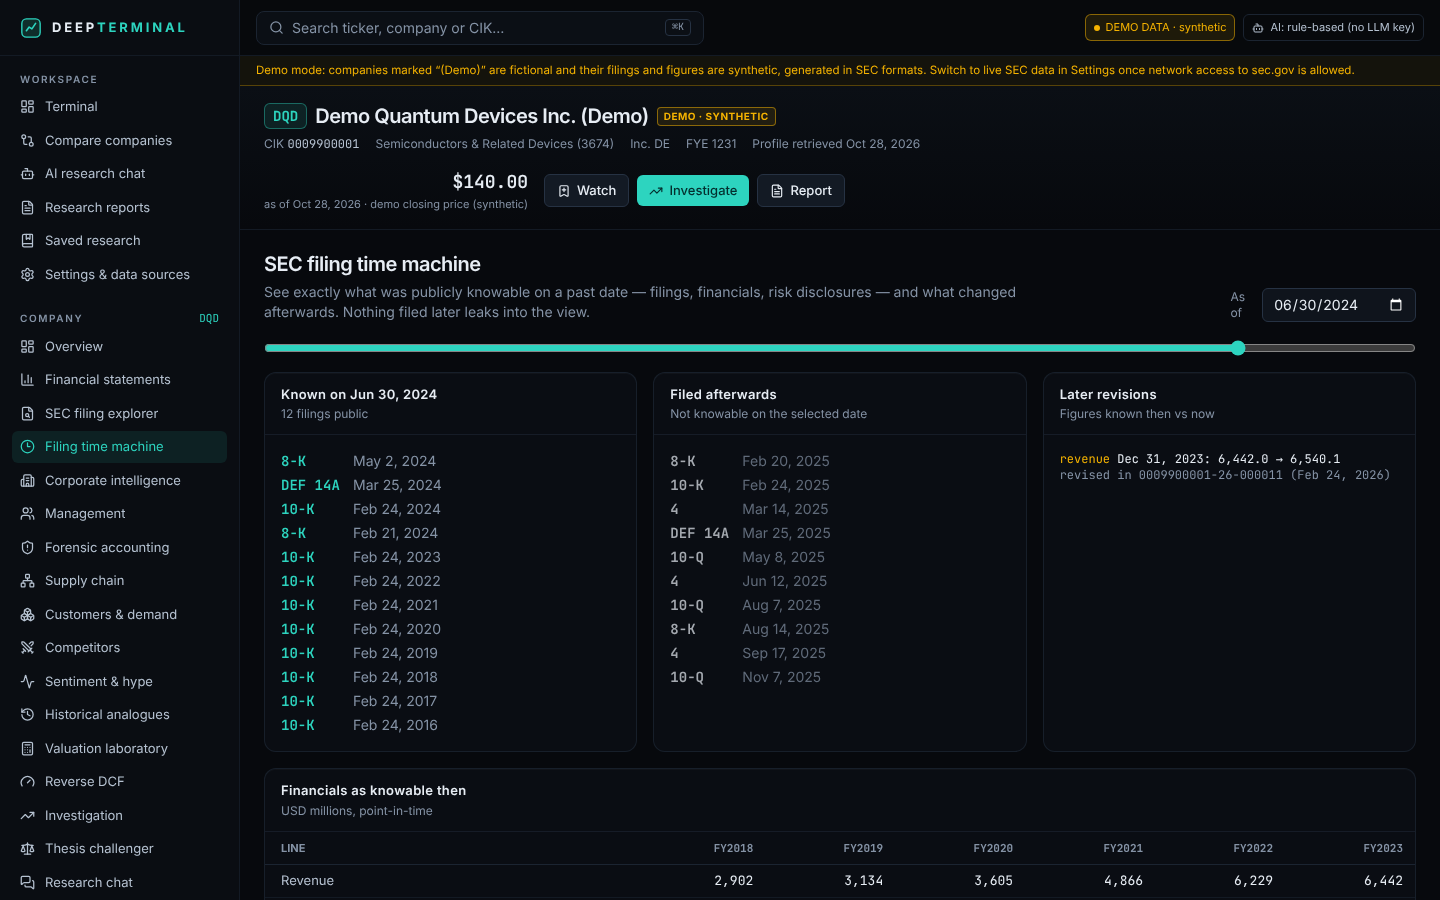 DEEPTERMINAL
Search ticker, company or CIK...
⌘K
DEMO DATA · synthetic
AI: rule-based (no LLM key)
Demo mode: companies marked “(Demo)” are fictional and their filings and figures are synthetic, generated in SEC formats. Switch to live SEC data in Settings once network access to sec.gov is allowed.
WORKSPACE
Terminal
Compare companies
AI research chat
Research reports
Saved research
Settings & data sources
COMPANY DQD
Overview
Financial statements
SEC filing explorer
Filing time machine
Corporate intelligence
Management
Forensic accounting
Supply chain
Customers & demand
Competitors
Sentiment & hype
Historical analogues
Valuation laboratory
Reverse DCF
Investigation
Thesis challenger
Research chat
DQD Demo Quantum Devices Inc. (Demo) DEMO · SYNTHETIC
CIK 0009900001 Semiconductors & Related Devices (3674) Inc. DE FYE 1231 Profile retrieved Oct 28, 2026
$140.00
as of Oct 28, 2026 · demo closing price (synthetic)
Watch
Investigate
Report
SEC filing time machine
See exactly what was publicly knowable on a past date — filings, financials, risk disclosures — and what changed
afterwards. Nothing filed later leaks into the view.
As
of
06/30/2024
Known on Jun 30, 2024
12 filings public
8-K May 2, 2024
DEF 14A Mar 25, 2024
10-K Feb 24, 2024
8-K Feb 21, 2024
10-K Feb 24, 2023
10-K Feb 24, 2022
10-K Feb 24, 2021
10-K Feb 24, 2020
10-K Feb 24, 2019
10-K Feb 24, 2018
10-K Feb 24, 2017
10-K Feb 24, 2016
Filed afterwards
Not knowable on the selected date
8-K Feb 20, 2025
10-K Feb 24, 2025
4 Mar 14, 2025
DEF 14A Mar 25, 2025
10-Q May 8, 2025
4 Jun 12, 2025
10-Q Aug 7, 2025
8-K Aug 14, 2025
4 Sep 17, 2025
10-Q Nov 7, 2025
Later revisions
Figures known then vs now
revenue Dec 31, 2023: 6,442.0 → 6,540.1
revised in 0009900001-26-000011 (Feb 24, 2026)
Financials as knowable then
USD millions, point-in-time
LINE FY2018 FY2019 FY2020 FY2021 FY2022 FY2023
Revenue 2,902 3,134 3,605 4,866 6,229 6,442